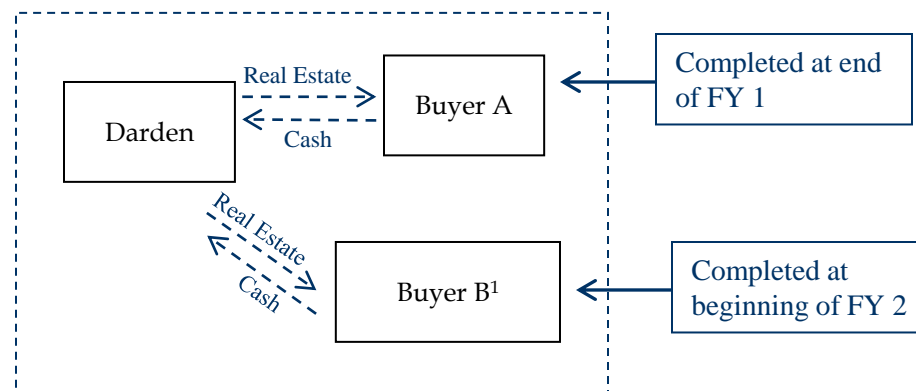 Real Estate
Buyer A
Completed at end
of FY 1
Darden
Cash
Real Estate
Cash
Buyer B¹
Completed at
beginning of FY 2